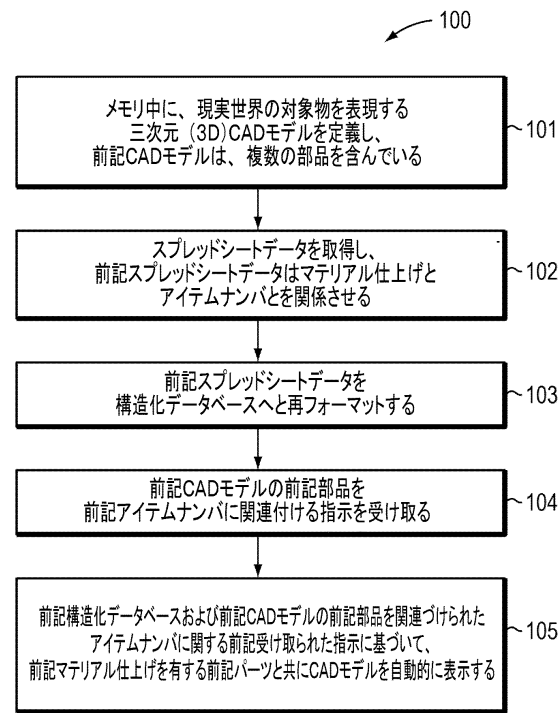 100
メモリ中に、現実世界の対象物を表現する
三次元（3D）CADモデルを定義し、
前記CADモデルは、複数の部品を含んでいる
101
スプレッドシートデータを取得し、
前記スプレッドシートデータはマテリアル仕上げと
アイテムナンバとを関係させる
102
前記スプレッドシートデータを
構造化データベースへと再フォーマットする
103
前記CADモデルの前記部品を
前記アイテムナンバに関連付ける指示を受け取る
104
前記構造化データベースおよび前記CADモデルの前記部品を関連づけられた
アイテムナンバに関する前記受け取られた指示に基づいて、
前記マテリアル仕上げを有する前記パーツと共にCADモデルを自動的に表示する
105